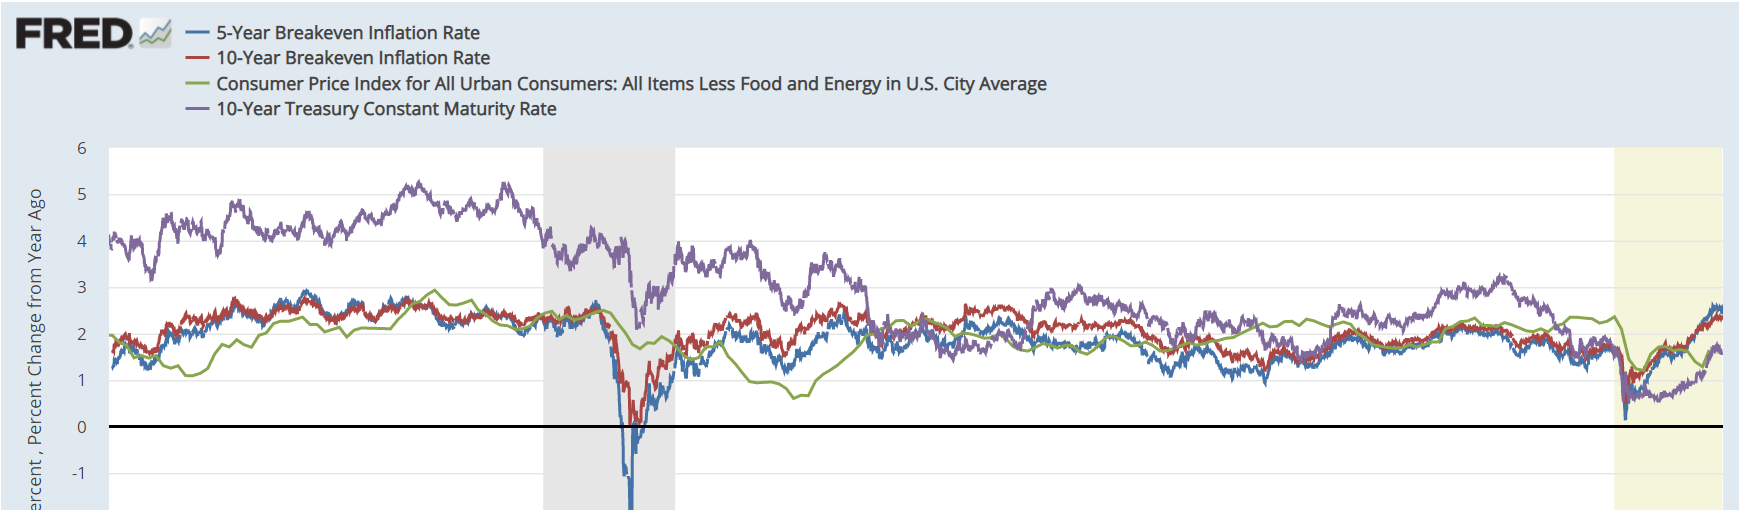 FRED
5-Year Breakeven Inflation Rate
10-Year Breakeven Inflation Rate
Consumer Price Index for All Urban Consumers: All Items Less Food and Energy in U.S. City Average
10-Year Treasury Constant Maturity Rate
6
5
4
3
2
1
0
-1
ercent , Percent Change from Year Ago